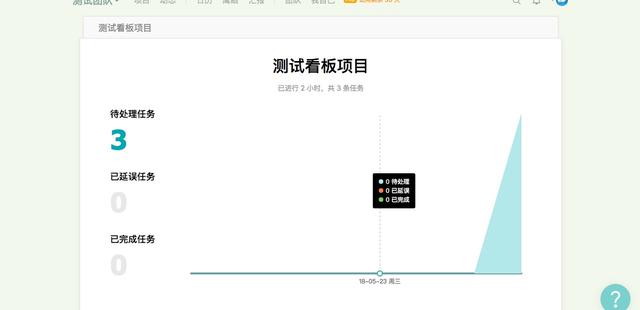 测试团队
项目 动态 日历 简报 汇报 团队 我自己
测试看板项目
测试看板项目
已进行 2 小时，共 3 条任务
待处理任务
3
已延误任务
0
已完成任务
0
0 待处理
0 已延误
0 已完成
18-05-23 周三
?